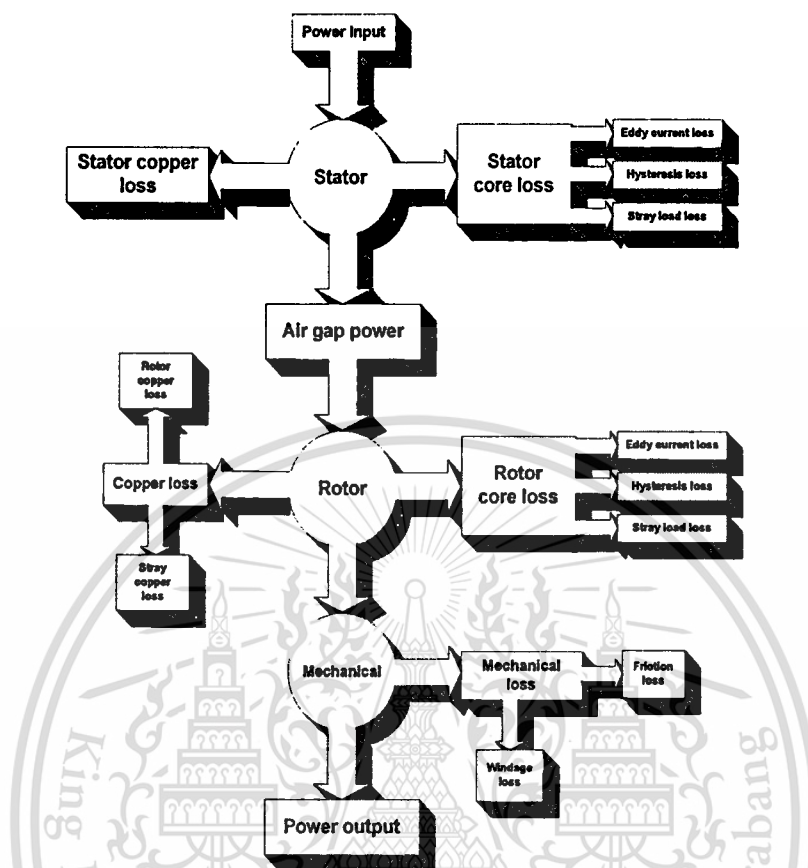 Power Input
Stator copper
loss
Stator
Stator
core loss
Eddy current loss
Hysteresis loss
Stray load loss
Air gap power
Rotor
copper
loss
Copper loss
Stray
copper
loss
Rotor
Rotor
core loss
Eddy current loss
Hysteresis loss
Stray load loss
Mechanical
Mechanical
loss
Friction
loss
Windage
loss
Power output
King
bang